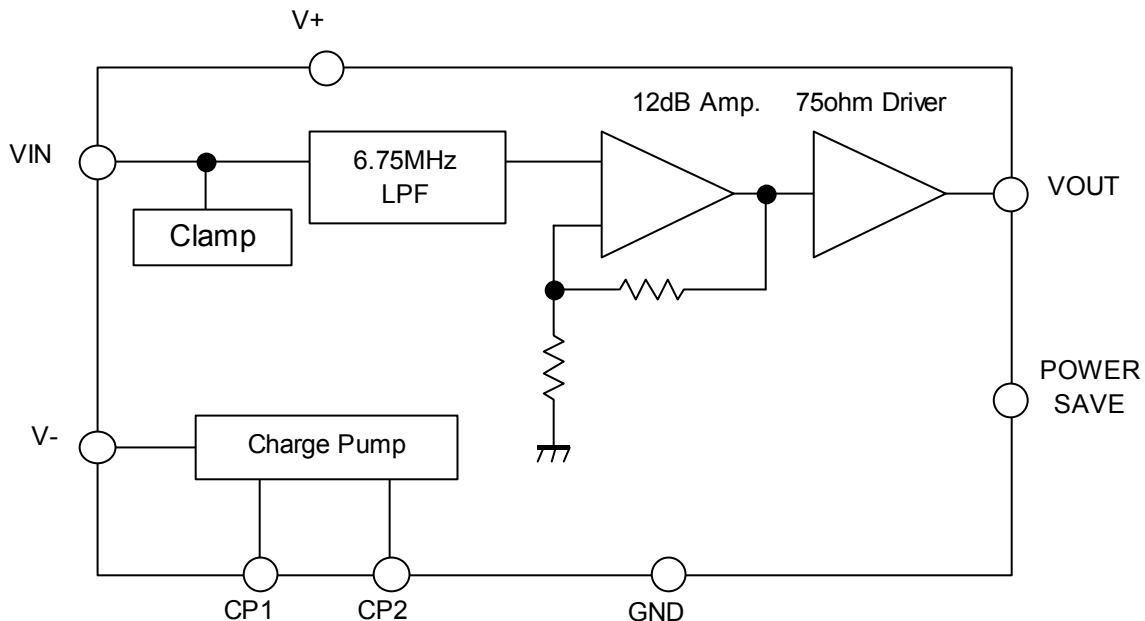 V+
12dB Amp.
75ohm Driver
VIN
6.75MHz
LPF
VOUT
Clamp
POWER
SAVE
V-
Charge Pump
CP1
CP2
GND